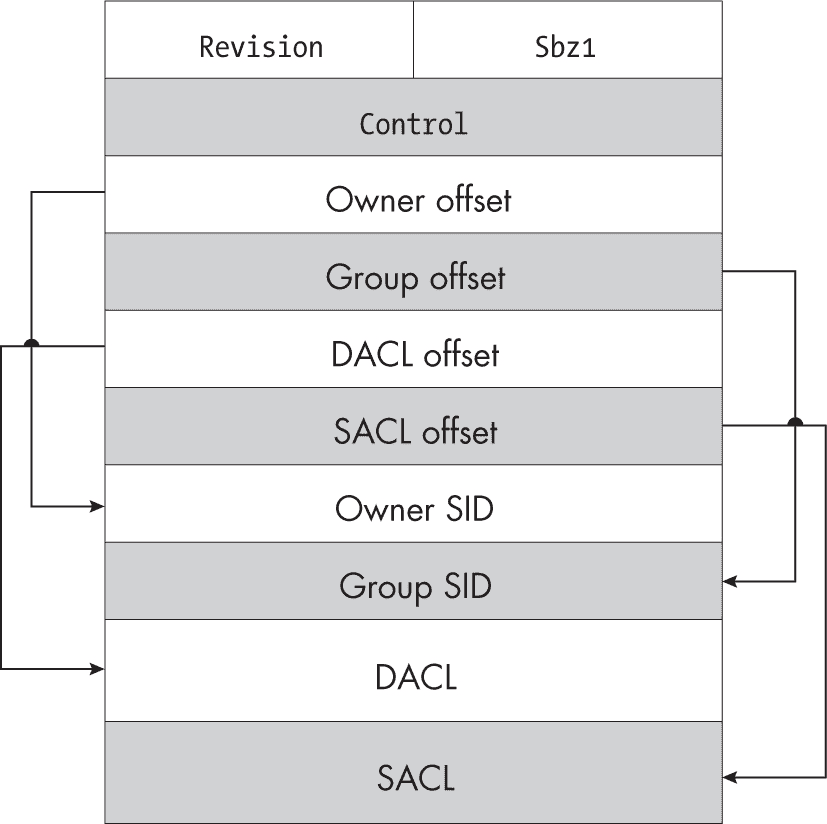 Revision
Sbz1
Control
Owner offset
Group offset
DACL offset
SACL offset
Owner SID
Group SID
DACL
SACL